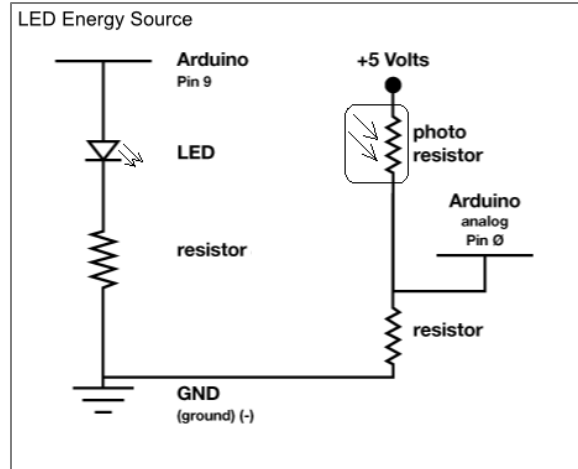 LED Energy Source
Arduino
Pin 9
LED
resistor
GND
(ground) (-)
+5 Volts
photo
resistor
Arduino
analog
Pin Ø
resistor